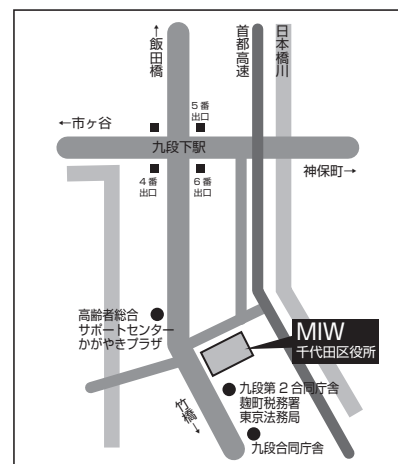 ←飯田橋
首都高速
日本橋川
5番
出口
←市ヶ谷
九段下駅
神保町→
4番
出口
6番
出口
高齢者総合
サポートセンター
かがやきプラザ
MIW
千代田区役所
九段第2合同庁舎
麹町税務署
東京法務局
竹橋→
九段合同庁舎